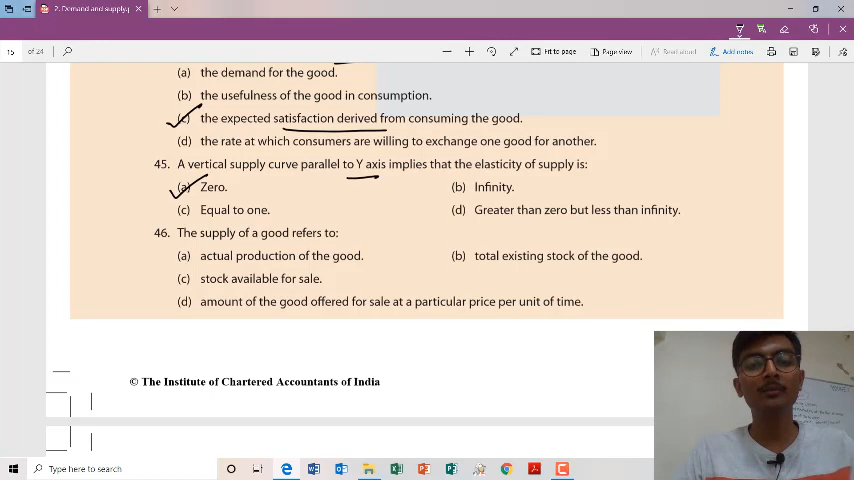 2. Demand and supply.p
15 of 24
Fit to page
Page view
Read aloud
Add notes
(a) the demand for the good.
(b) the usefulness of the good in consumption.
(c) the expected satisfaction derived from consuming the good.
(d) the rate at which consumers are willing to exchange one good for another.
45. A vertical supply curve parallel to Y axis implies that the elasticity of supply is:
(a) Zero. (b) Infinity.
(c) Equal to one. (d) Greater than zero but less than infinity.
46. The supply of a good refers to:
(a) actual production of the good. (b) total existing stock of the good.
(c) stock available for sale.
(d) amount of the good offered for sale at a particular price per unit of time.
© The Institute of Chartered Accountants of India
Type here to search